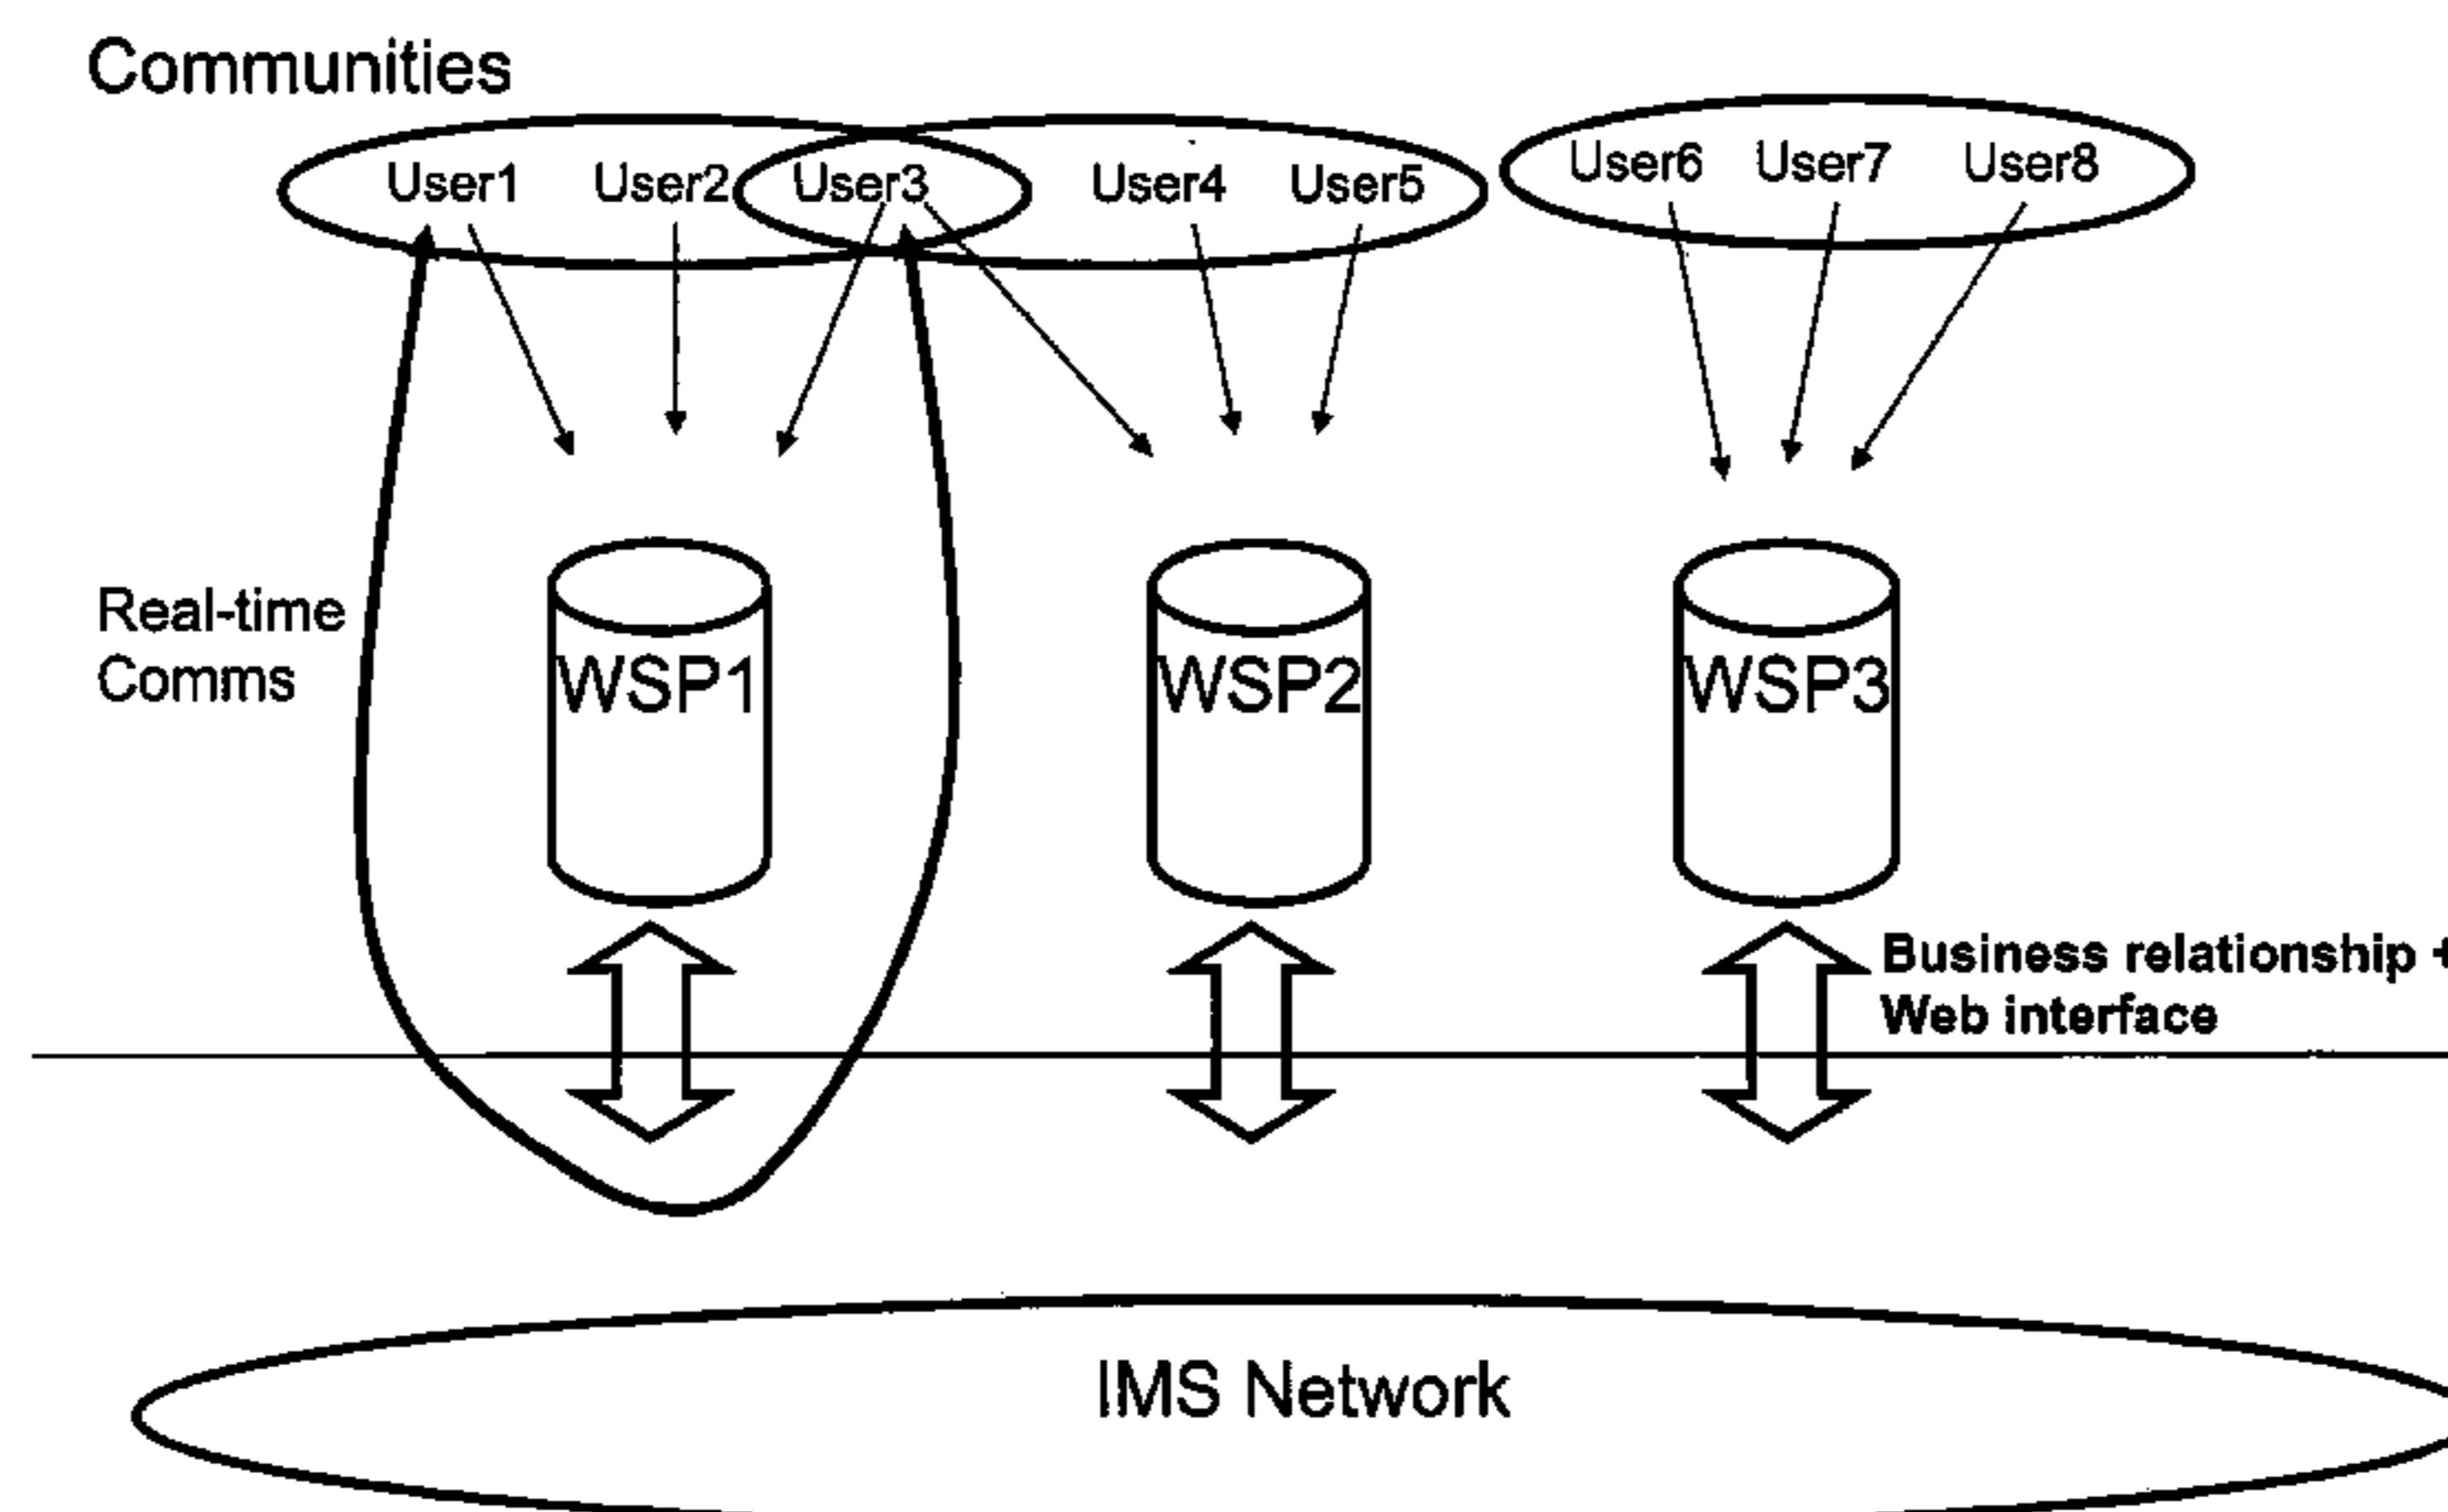 Communities
User1 User2 User3 User4 User5 User6 User7 User8
Real-time
Comms
WSP1 WSP2 WSP3
Business relationship +
Web interface
IMS Network